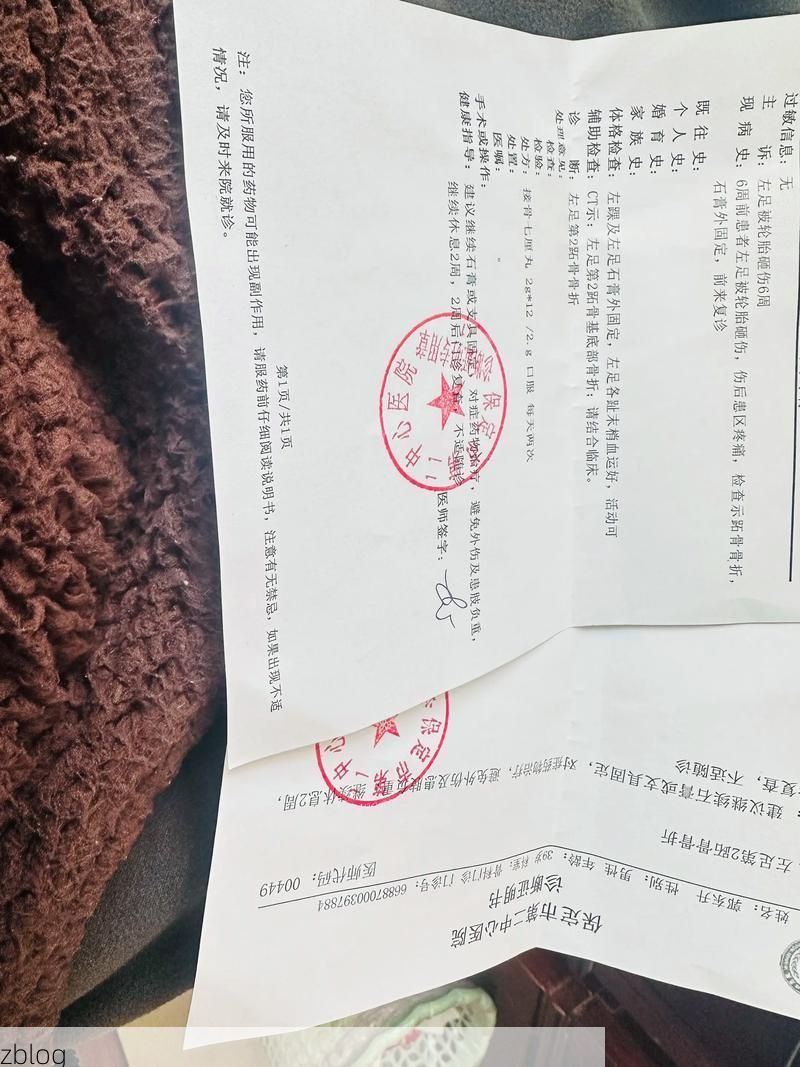 过敏信息：无
主 诉：左足被轮胎砸伤6周
现 病 史：6周前患者左足被轮胎砸伤，伤后患区疼痛，检查示跖骨骨折，
石膏外固定，前来复诊
既 往 史：
个 人 史：
婚 育 史：
家 族 史：
体格检查：左踝及左足石膏外固定，左足各趾末梢血运好，活动可
辅助检查：CT示：左足第2跖骨基底部骨折；请结合临床。
诊 断：左足第2跖骨骨折
处理意见：
检查：
检验：
处方：接骨七厘丸 2g*12 /2.g 口服 每天两次
处置：
医嘱：。
手术或操作：
健康指导：建议继续石膏或支具固定，对症药物治疗，避免外伤及患肢负重，
继续休息2周，2周后门诊复查，不适随诊
医师签字：
第1页/共1页
注：您所服用的药物可能出现副作用，请服药前仔细阅读说明书，注意有无禁忌，如果出现不适
情况，请及时来院就诊。
保定市第二中心医院
诊断证明书
姓名：郭东升 性别：男性 年龄：39岁 科室：骨科门诊 门诊号：66887000397884
左足第2跖骨骨折
建议继续石膏或支具固定，对症药物治疗，避免外伤及患肢负重，继续休息2周，
复查，不适随诊
医师代码：00449
zblog